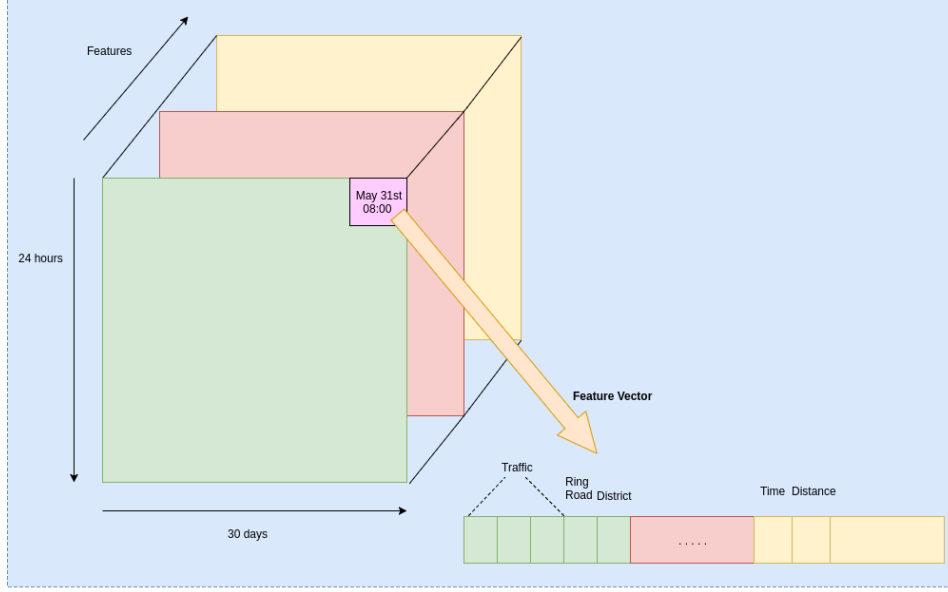 Features
May 31st
08:00
24 hours
Feature Vector
Traffic
Ring
Road District
Time Distance
30 days
. . . . .